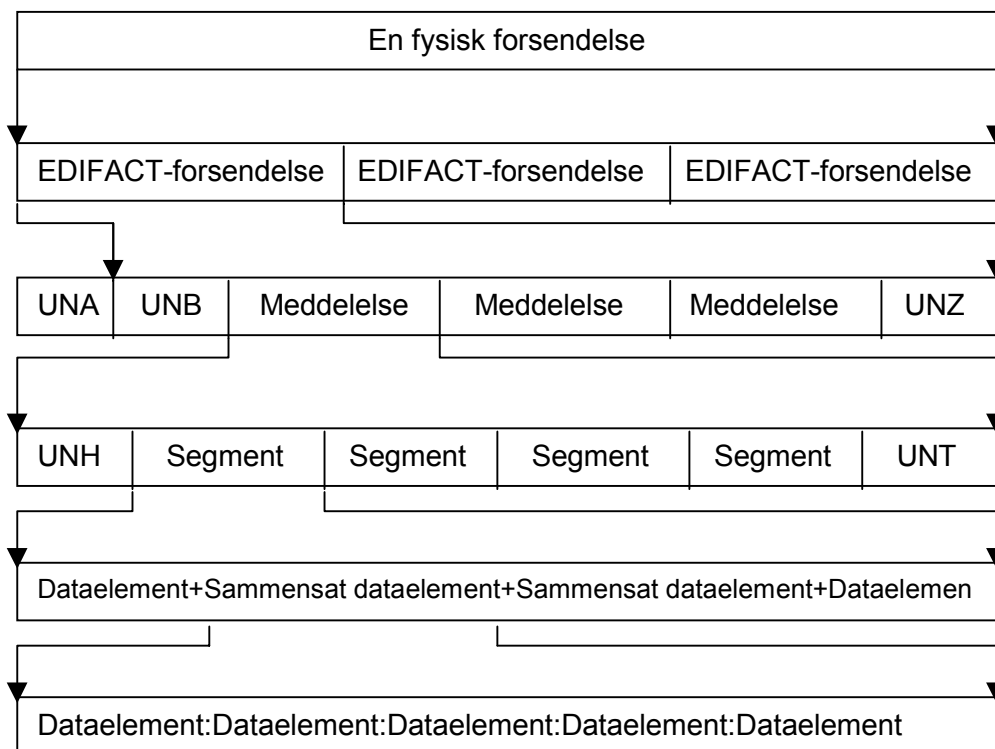 En fysisk forsendelse
EDIFACT-forsendelse EDIFACT-forsendelse EDIFACT-forsendelse
UNA UNB Meddelelse Meddelelse Meddelelse UNZ
UNH Segment Segment Segment Segment UNT
Dataelement+Sammensat dataelement+Sammensat dataelement+Dataelemen
Dataelement:Dataelement:Dataelement:Dataelement:Dataelement